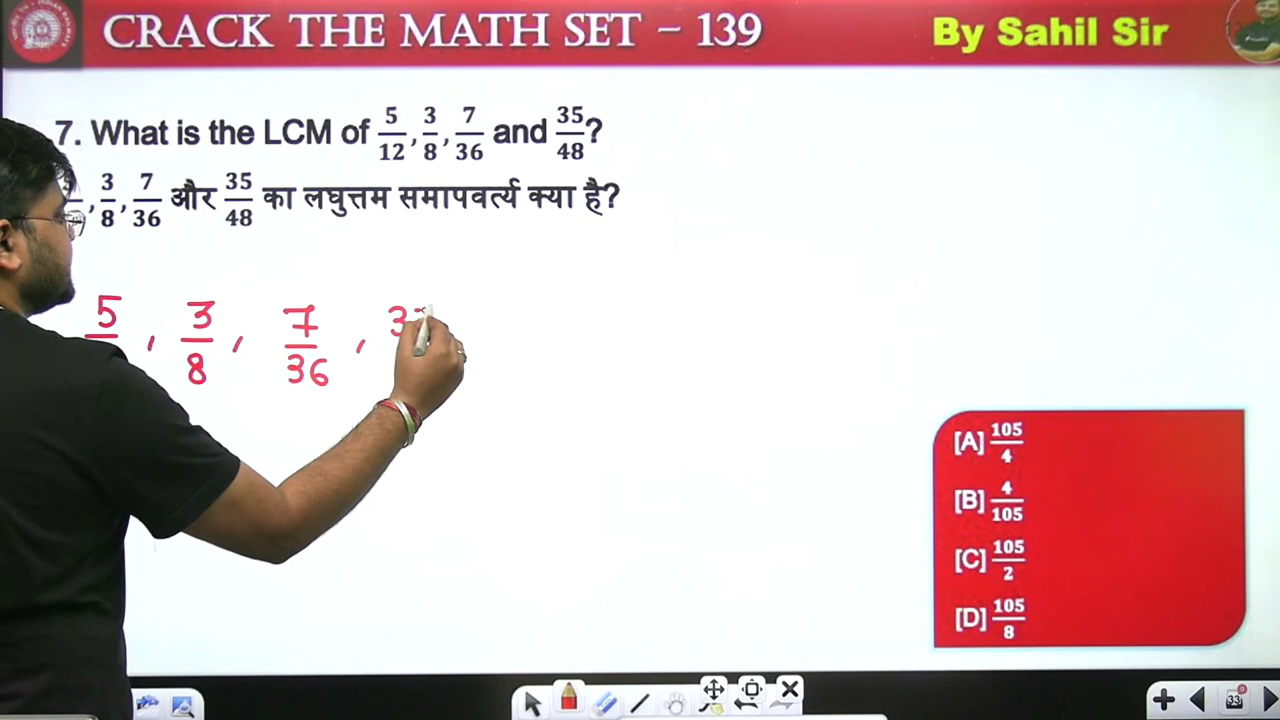 CRACK THE MATH SET – 139
By Sahil Sir
7. What is the LCM of 5/12, 3/8, 7/36 and 35/48?
, 3/8, 7/36 और 35/48 का लघुत्तम समापवर्त्य क्या है?
5 , 3/8 , 7/36 , 3
[A] 105/4
[B] 4/105
[C] 105/2
[D] 105/8
33